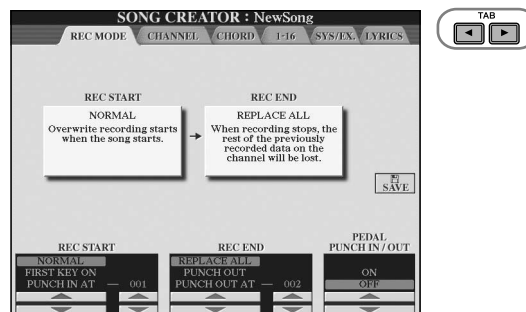 SONG CREATOR : NewSong
TAB
REC MODE CHANNEL CHORD 1-16 SYS/EX. LYRICS
REC START
NORMAL
Overwrite recording starts
when the song starts.
REC END
REPLACE ALL
When recording stops, the
rest of the previously
recorded data on the
channel will be lost.
SAVE
REC START
NORMAL
FIRST KEY ON
PUNCH IN AT — 001
REC END
REPLACE ALL
PUNCH OUT
PUNCH OUT AT — 002
PEDAL
PUNCH IN / OUT
ON
OFF